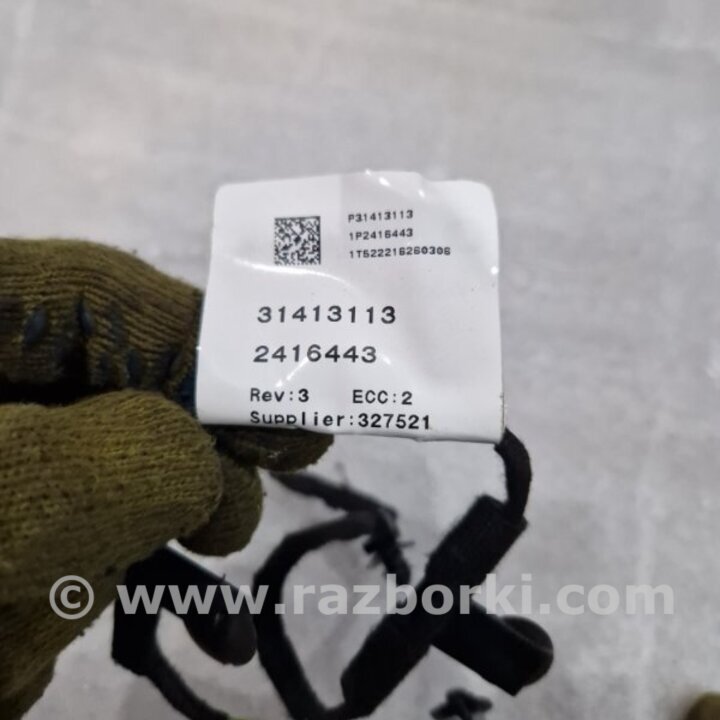 P31413113
1P2416443
1T522216260306
31413113
2416443
Rev:3 ECC:2
Supplier:327521
© www.razborki.com